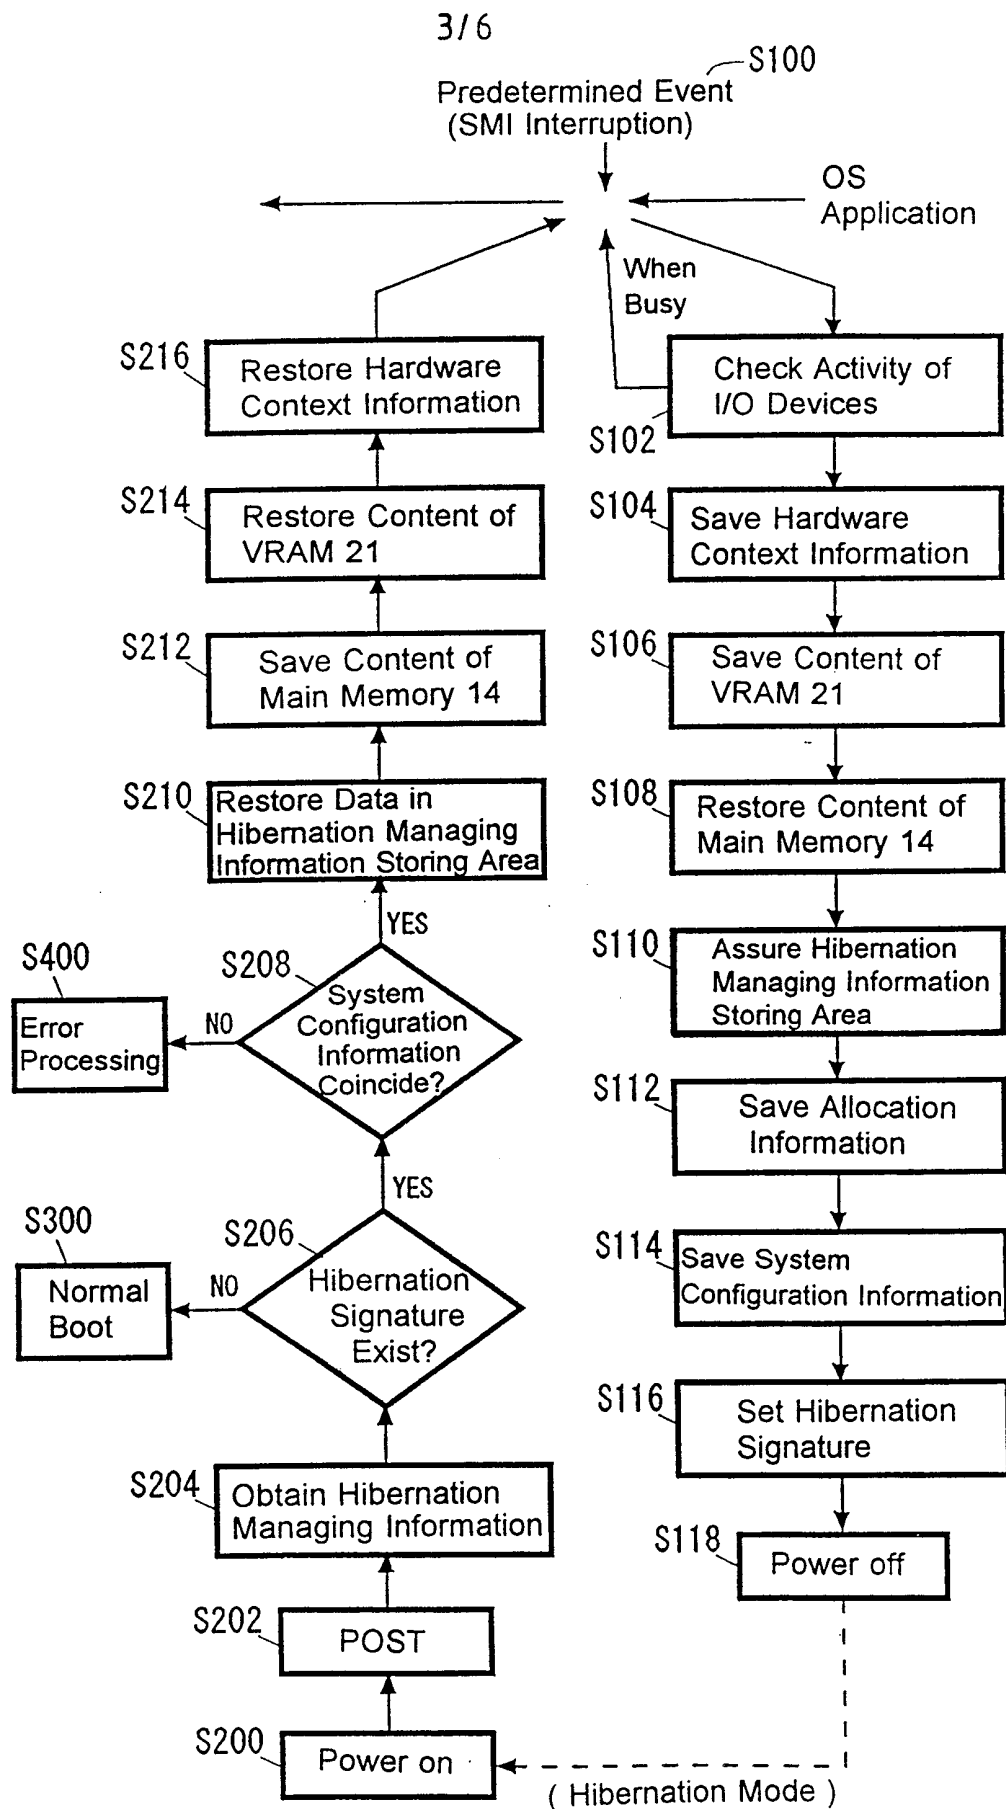 3/6
S100
Predetermined Event
(SMI Interruption)
OS
Application
When
Busy
S216
Restore Hardware
Context Information
Check Activity of
I/O Devices
S102
S214
Restore Content of
VRAM 21
S104
Save Hardware
Context Information
S212
Save Content of
Main Memory 14
S106
Save Content of
VRAM 21
S210
Restore Data in
Hibernation Managing
Information Storing Area
S108
Restore Content of
Main Memory 14
YES
S400
Error
Processing
NO
S208
System
Configuration
Information
Coincide?
S110
Assure Hibernation
Managing Information
Storing Area
S112
Save Allocation
Information
YES
S300
Normal
Boot
NO
S206
Hibernation
Signature
Exist?
S114
Save System
Configuration Information
S116
Set Hibernation
Signature
S204
Obtain Hibernation
Managing Information
S118
Power off
S202
POST
S200
Power on
( Hibernation Mode )